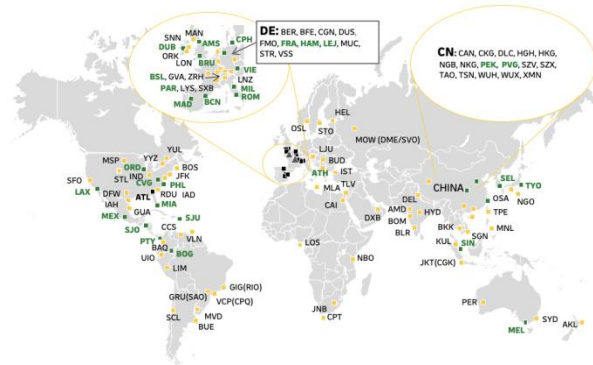 MAN
SNN
DUB
AMS
CPH
ORK
LON
BRU
BSL, GVA, ZRH
VIE
LNZ
PAR, LYS, SXB
MIL
MAD
BCN
ROM
DE: BER, BFE, CGN, DUS,
FMO, FRA, HAM, LEJ, MUC,
STR, VSS
CN: CAN, CKG, DLC, HGH, HKG,
NGB, NKG, PEK, PVG, SZV, SZX,
TAO, TSN, WUH, WUX, XMN
HEL
OSL
STO
MOW (DME/SVO)
LJU
BUD
ATH
IST
MLA
TLV
CAI
YUL
MSP
YYZ
BOS
ORD
JFK
SFO
STL
IND
CVG
PHL
LAX
DFW
ATL
RDU
IAD
IAH
MIA
GUA
MEX
SJU
SJO
CCS
VLN
PTY
BAQ
BOG
UIO
LIM
GIG(RIO)
GRU(SAO)
VCP(CPQ)
SCL
MVD
BUE
DXB
DEL
AMD
HYD
BOM
BLR
CHINA
SEL
TYO
OSA
NGO
TPE
BKK
SGN
MNL
KUL
SIN
JKT(CGK)
LOS
NBO
JNB
CPT
PER
SYD
AKL
MEL